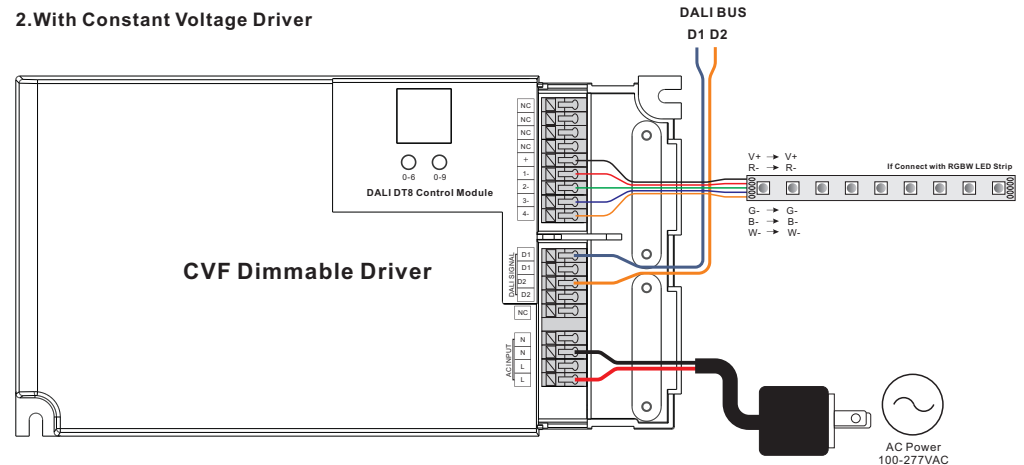 2.With Constant Voltage Driver
DALI BUS
D1 D2
NC
NC
NC
NC
+
1-
2-
3-
4-
0-6
0-9
DALI DT8 Control Module
V+ → V+
R- → R-
If Connect with RGBW LED Strip
G- → G-
B- → B-
W- → W-
CVF Dimmable Driver
DALI SIGNAL
D1
D1
D2
D2
NC
AC INPUT
N
N
L
L
AC Power
100-277VAC